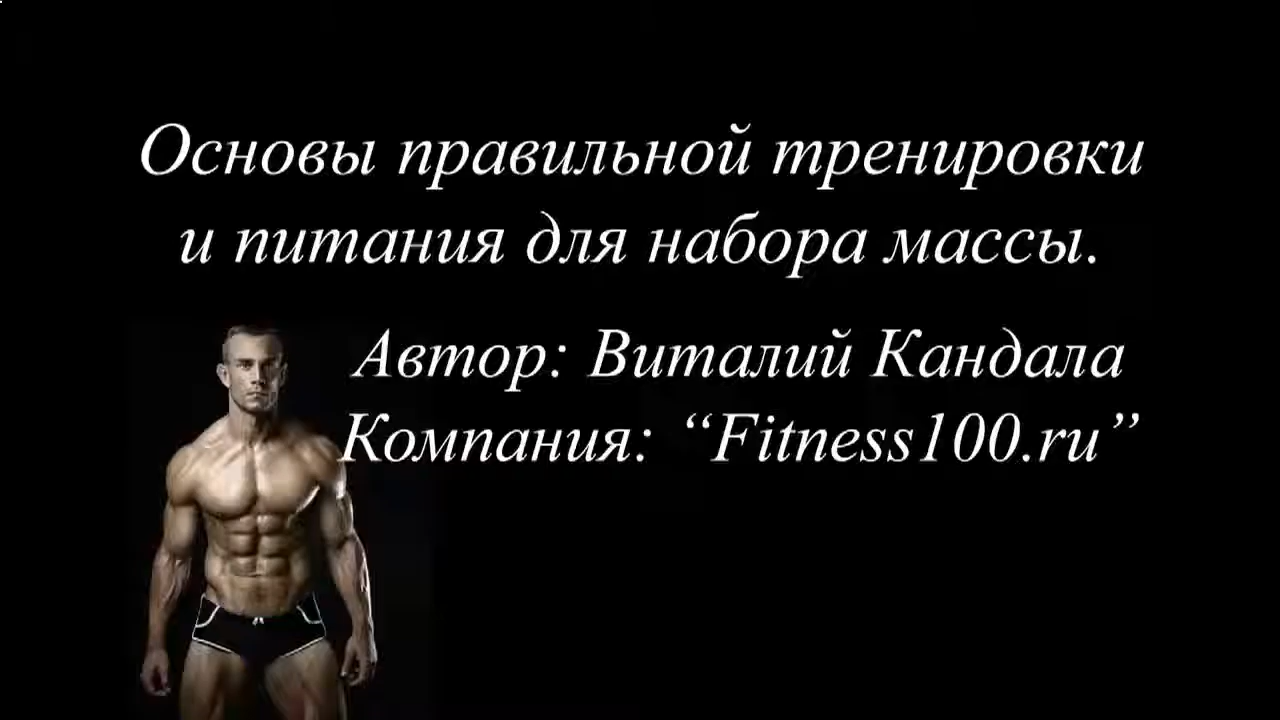 Основы правильной тренировки
и питания для набора массы.
Автор: Виталий Кандала
Компания: “Fitness100.ru”